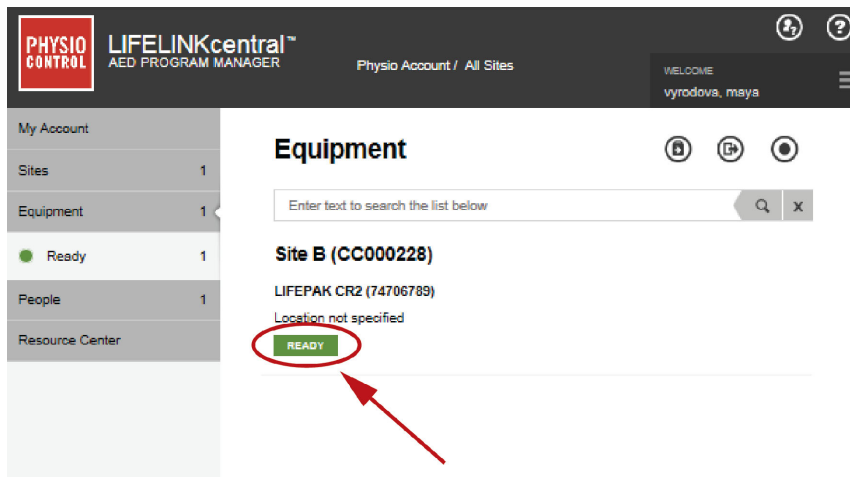 PHYSIO
CONTROL
LIFELINKcentral™
AED PROGRAM MANAGER
Physio Account / All Sites
WELCOME
vyrodova, maya
My Account
Sites 1
Equipment 1
Ready 1
People 1
Resource Center
Equipment
Enter text to search the list below
x
Site B (CC000228)
LIFEPAK CR2 (74706789)
Location not specified
READY